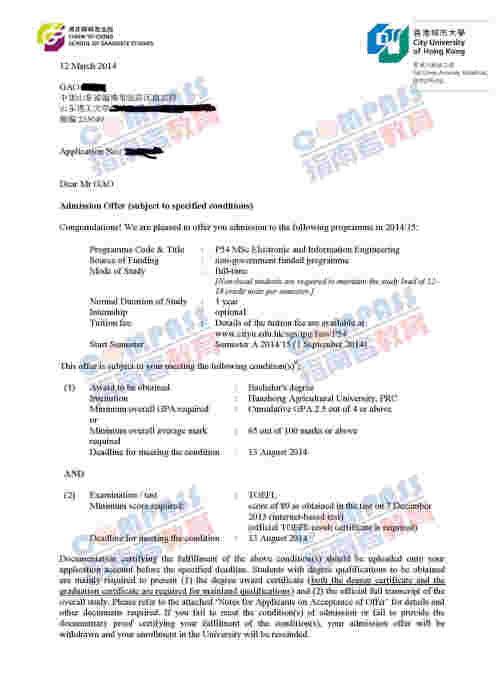 CHOW YEI CHING
SCHOOL OF GRADUATE STUDIES
香港城市大學
City University
of Hong Kong
12 March 2014
GAO
255049
Application No.:
Dear Mr GAO
Admission Offer (subject to specified conditions)
Congratulations! We are pleased to offer you admission to the following programme in 2014/15:
Programme Code & Title : P54 MSc Electronic and Information Engineering
Source of Funding : non-government funded programme
Mode of Study : full-time
[Non-local students are required to maintain the study load of 12-
18 credit units per semester.]
Normal Duration of Study : 1 year
Internship : optional
Tuition fee : Details of the tuition fee are available at:
www.cityu.edu.hk/sgs/tpg/fees/P54
Start Semester : Semester A 2014/15 (1 September 2014)
This offer is subject to your meeting the following condition(s):
(1) Award to be obtained : Bachelor's degree
Institution : Huazhong Agricultural University, PRC
Minimum overall GPA required : Cumulative GPA 2.5 out of 4 or above
or
Minimum overall average mark : 65 out of 100 marks or above
required
Deadline for meeting the condition : 13 August 2014
AND
(2) Examination / test : TOEFL
Minimum score required : score of 89 as obtained in the test on 7 December
2013 (internet-based test)
(official TOEFL result certificate is required)
Deadline for meeting the condition : 13 August 2014
Documentation certifying the fulfillment of the above condition(s) should be uploaded onto your
application account before the specified deadline. Students with degree qualifications to be obtained
are mainly required to present (1) the degree award certificate (both the degree certificate and the
graduation certificate are required for mainland qualifications) and (2) the official full transcript of the
overall study. Please refer to the attached "Notes for Applicants on Acceptance of Offer" for details and
other documents required. If you fail to meet the condition(s) of admission or fail to provide the
documentary proof certifying your fulfilment of the condition(s), your admission offer will be
withdrawn and your enrolment in the University will be rescinded.
COMPASS
指南者教育